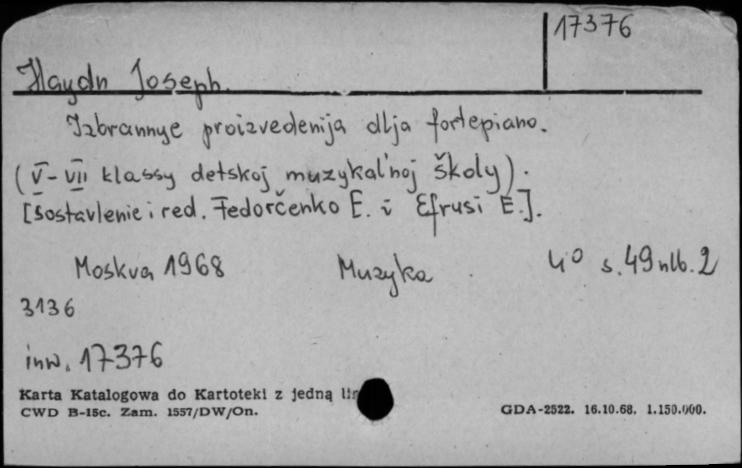 17376
Haydn Joseph.
Izbrannye proizvedenija dlja fortepiano.
(V-VII klassy detskoj muzykal'noj školy).
[Sostavlenie i red. Fedorčenko E. i Efrusi E.].
Moskva 1968 Muzyka 4° s. 49 nlb. 2
3136
inw. 17376
Karta Katalogowa do Kartoteki z jedną
CWD B-15c. Zam. 1557/DW/On. GDA-2522. 16.10.68. 1.150.000.